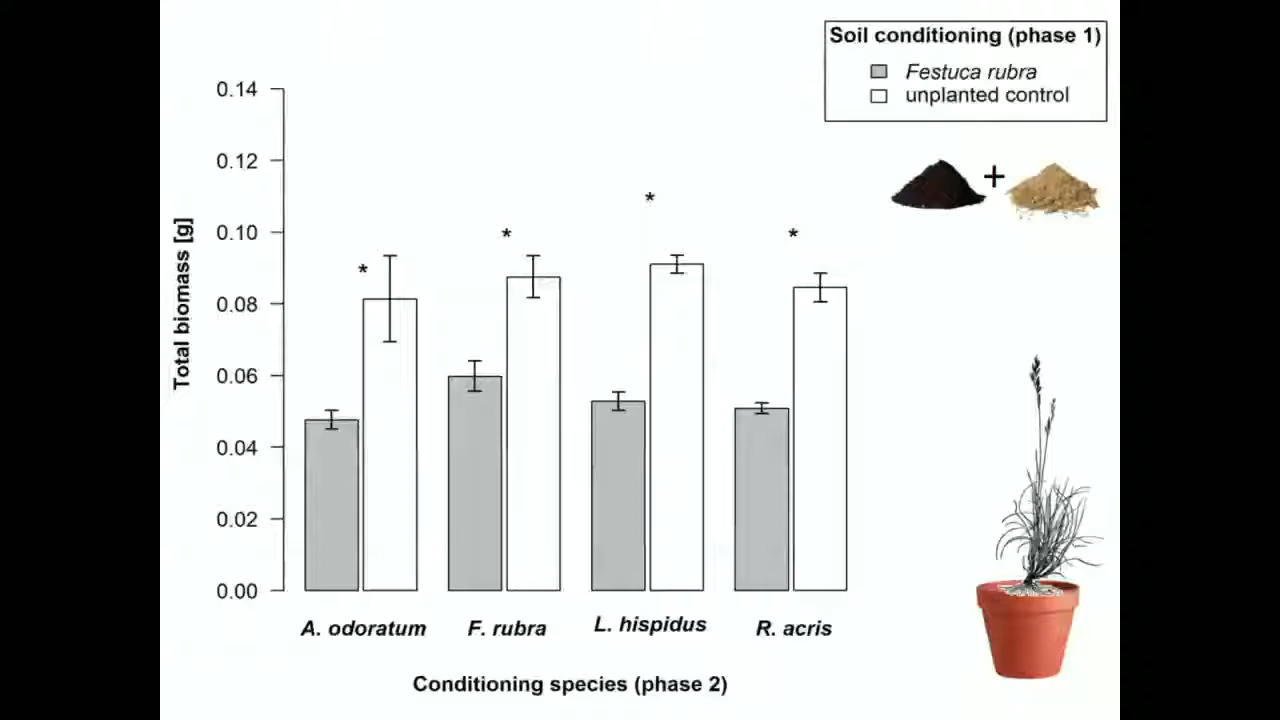 Soil conditioning (phase 1)
Festuca rubra
unplanted control
0.14
0.12
0.10
0.08
0.06
0.04
0.02
0.00
Total biomass [g]
*
*
*
*
+
A. odoratum
F. rubra
L. hispidus
R. acris
Conditioning species (phase 2)